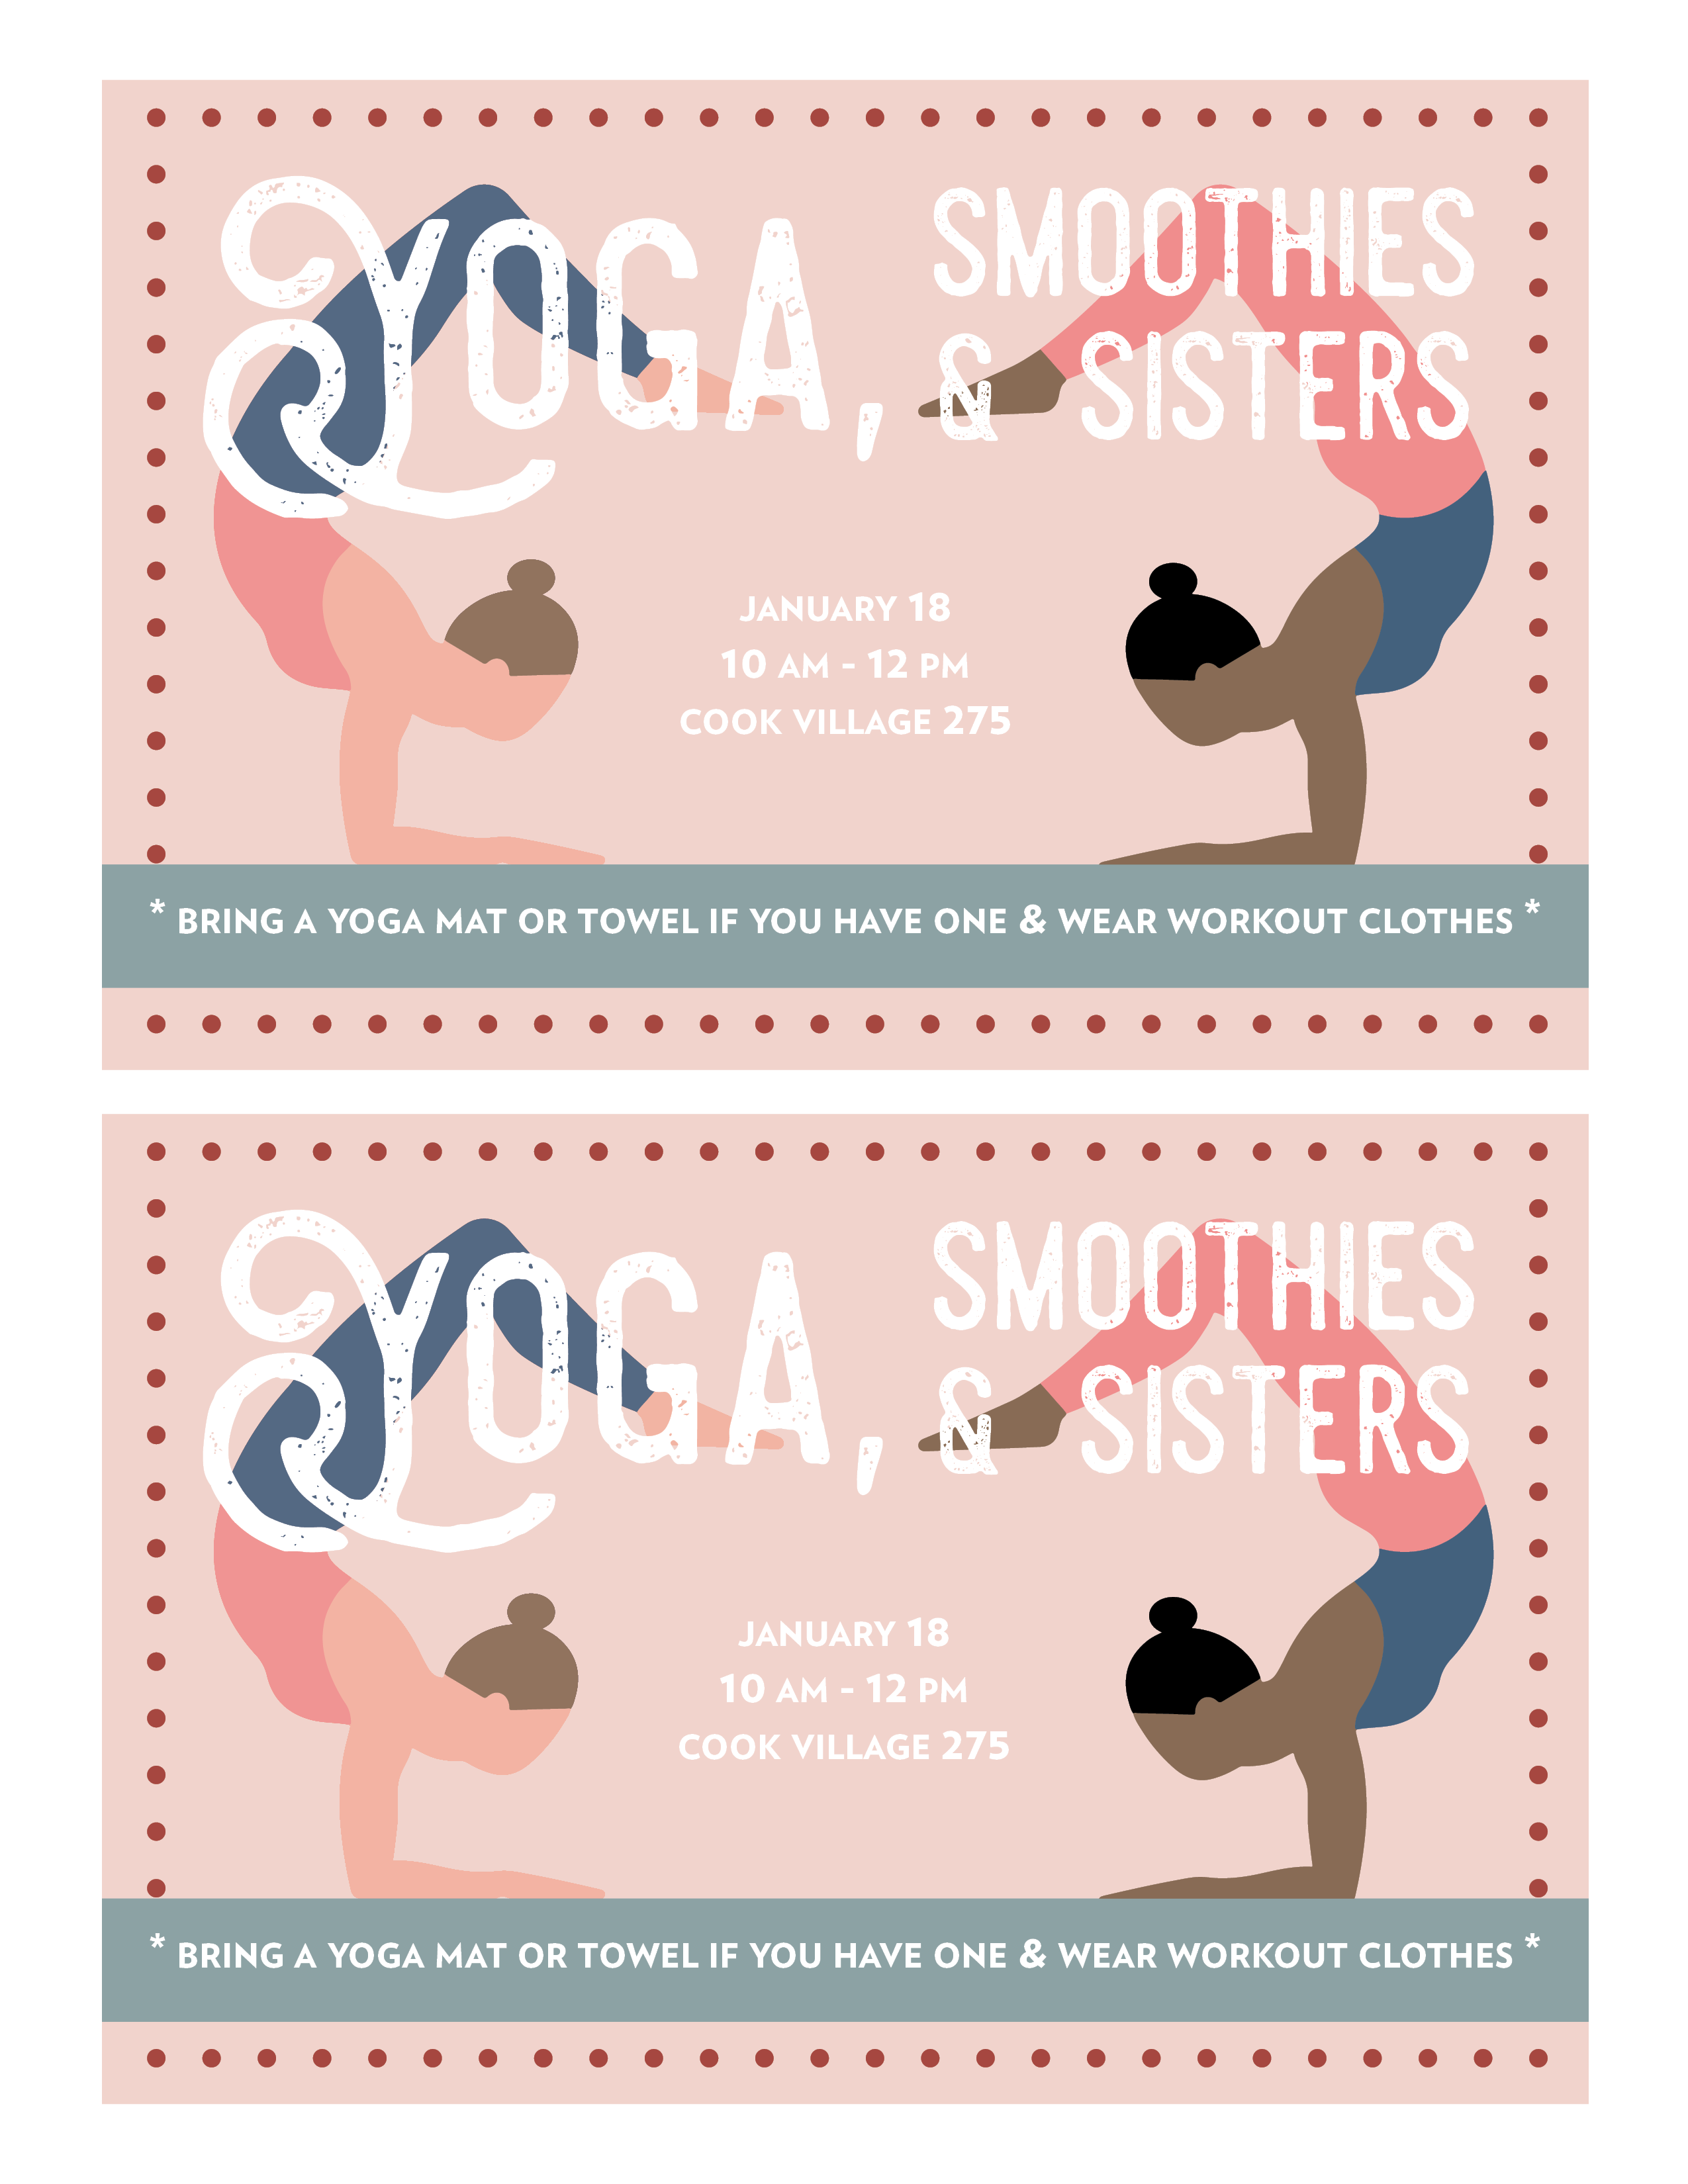 YOGA,
SMOOTHIES
& SISTERS
JANUARY 18
10 AM - 12 PM
COOK VILLAGE 275
* BRING A YOGA MAT OR TOWEL IF YOU HAVE ONE & WEAR WORKOUT CLOTHES *
YOGA,
SMOOTHIES
& SISTERS
JANUARY 18
10 AM - 12 PM
COOK VILLAGE 275
* BRING A YOGA MAT OR TOWEL IF YOU HAVE ONE & WEAR WORKOUT CLOTHES *